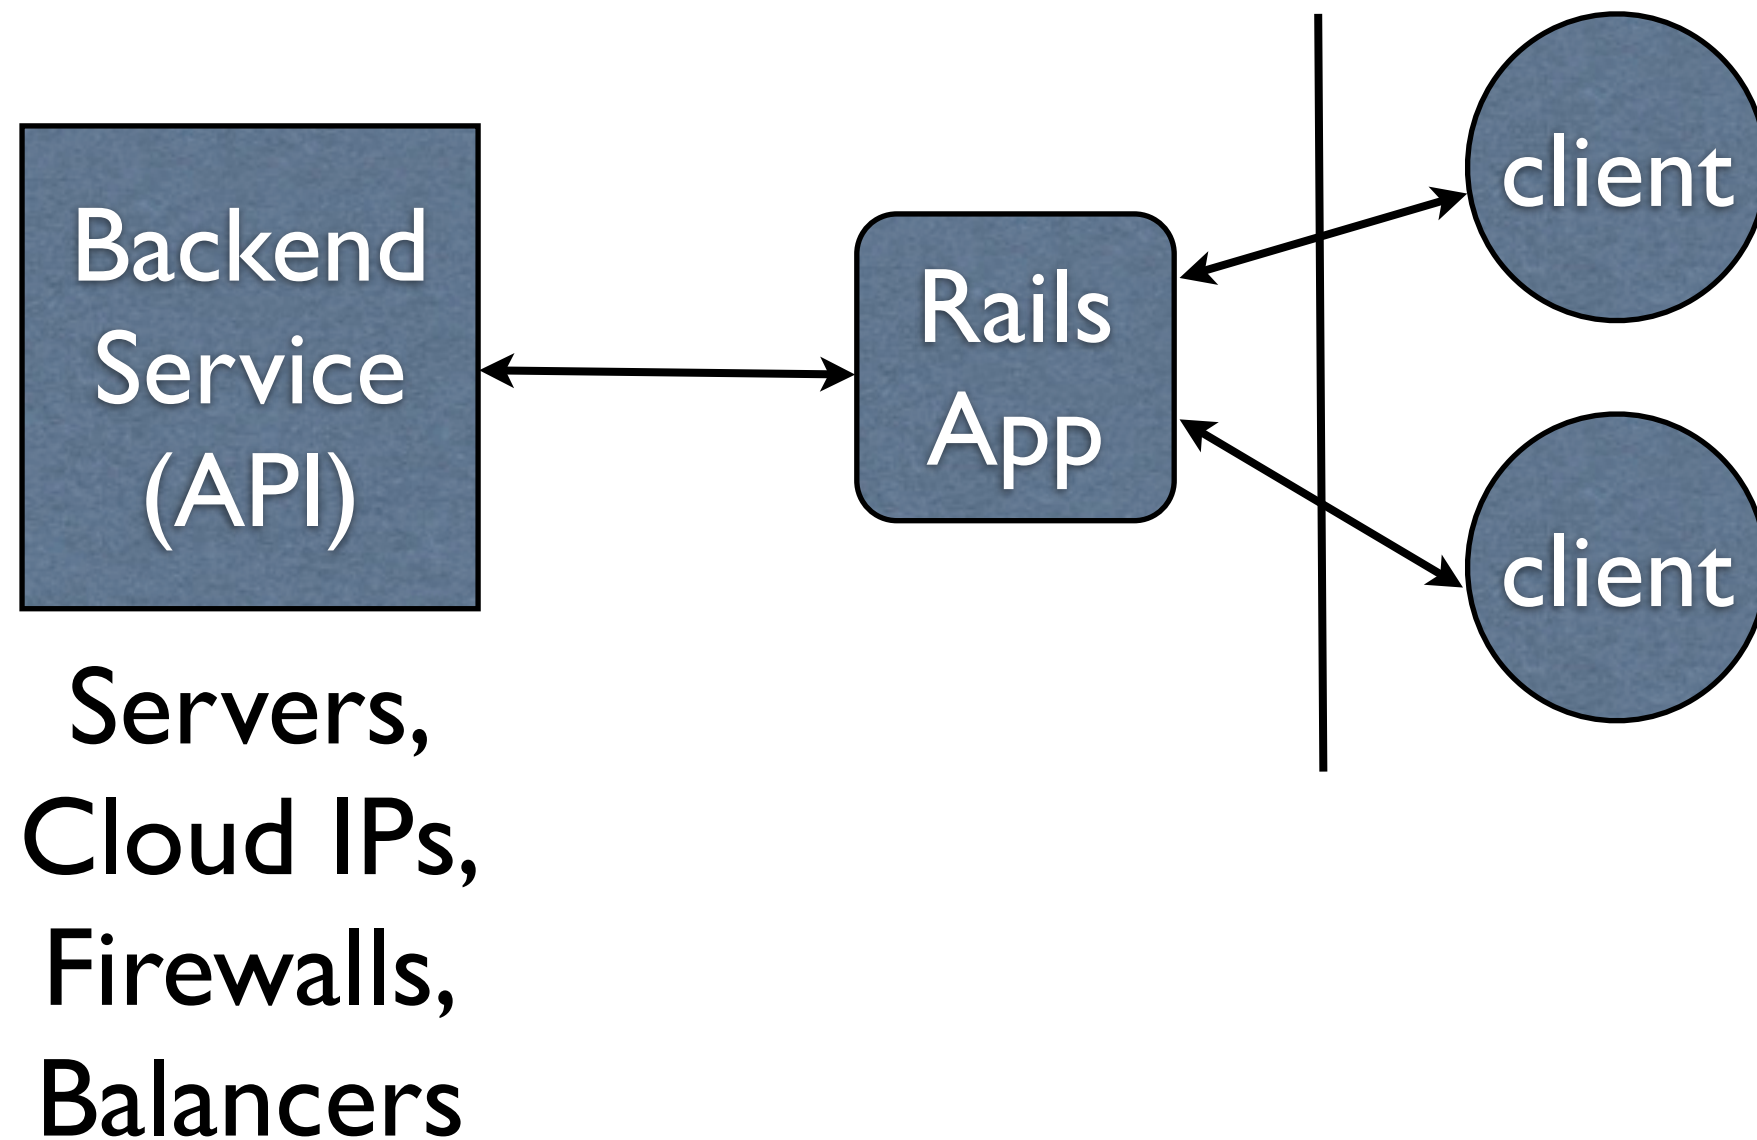 Backend
Service
(API)
Rails
App
client
client
Servers,
Cloud IPs,
Firewalls,
Balancers